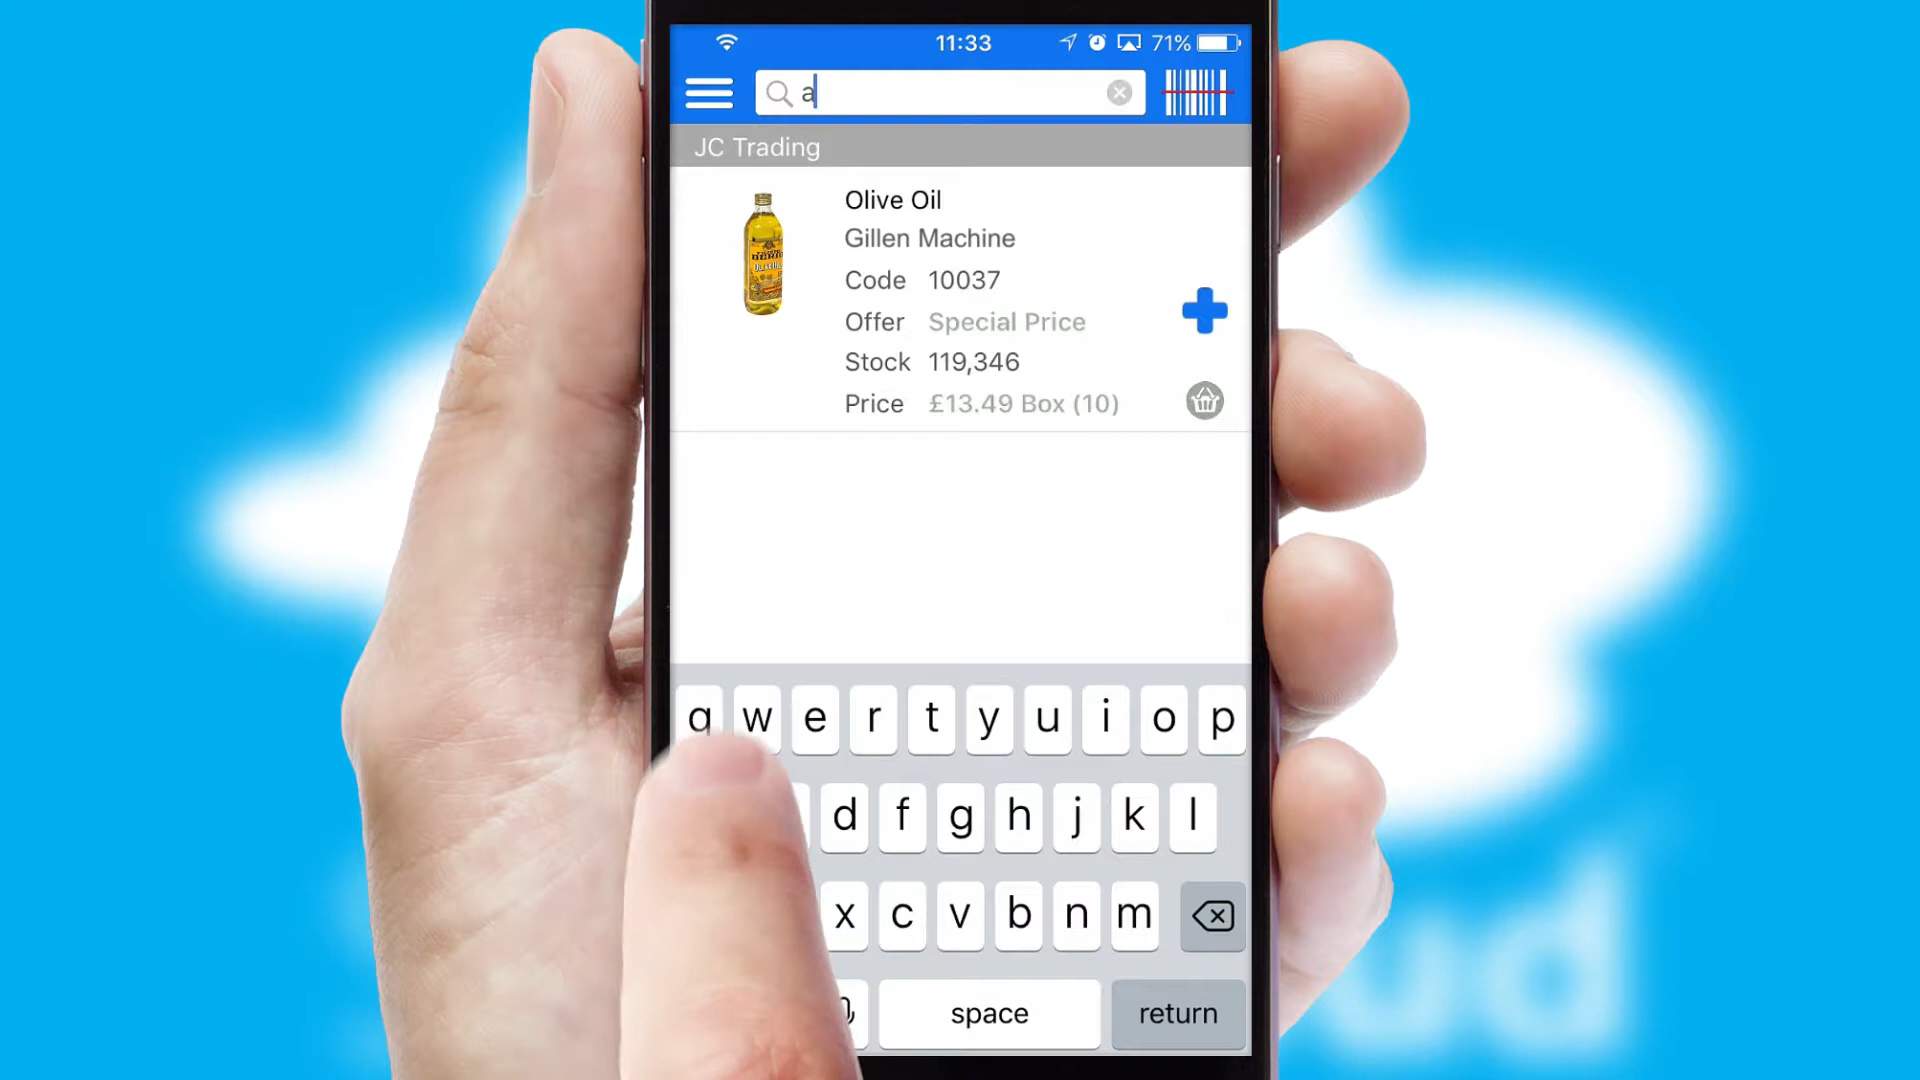 11:33
71%
a
JC Trading
Olive Oil
Gillen Machine
Code 10037
Offer Special Price
Stock 119,346
Price £13.49 Box (10)
q w e r t y u i o p
d f g h j k l
x c v b n m
space return
ud